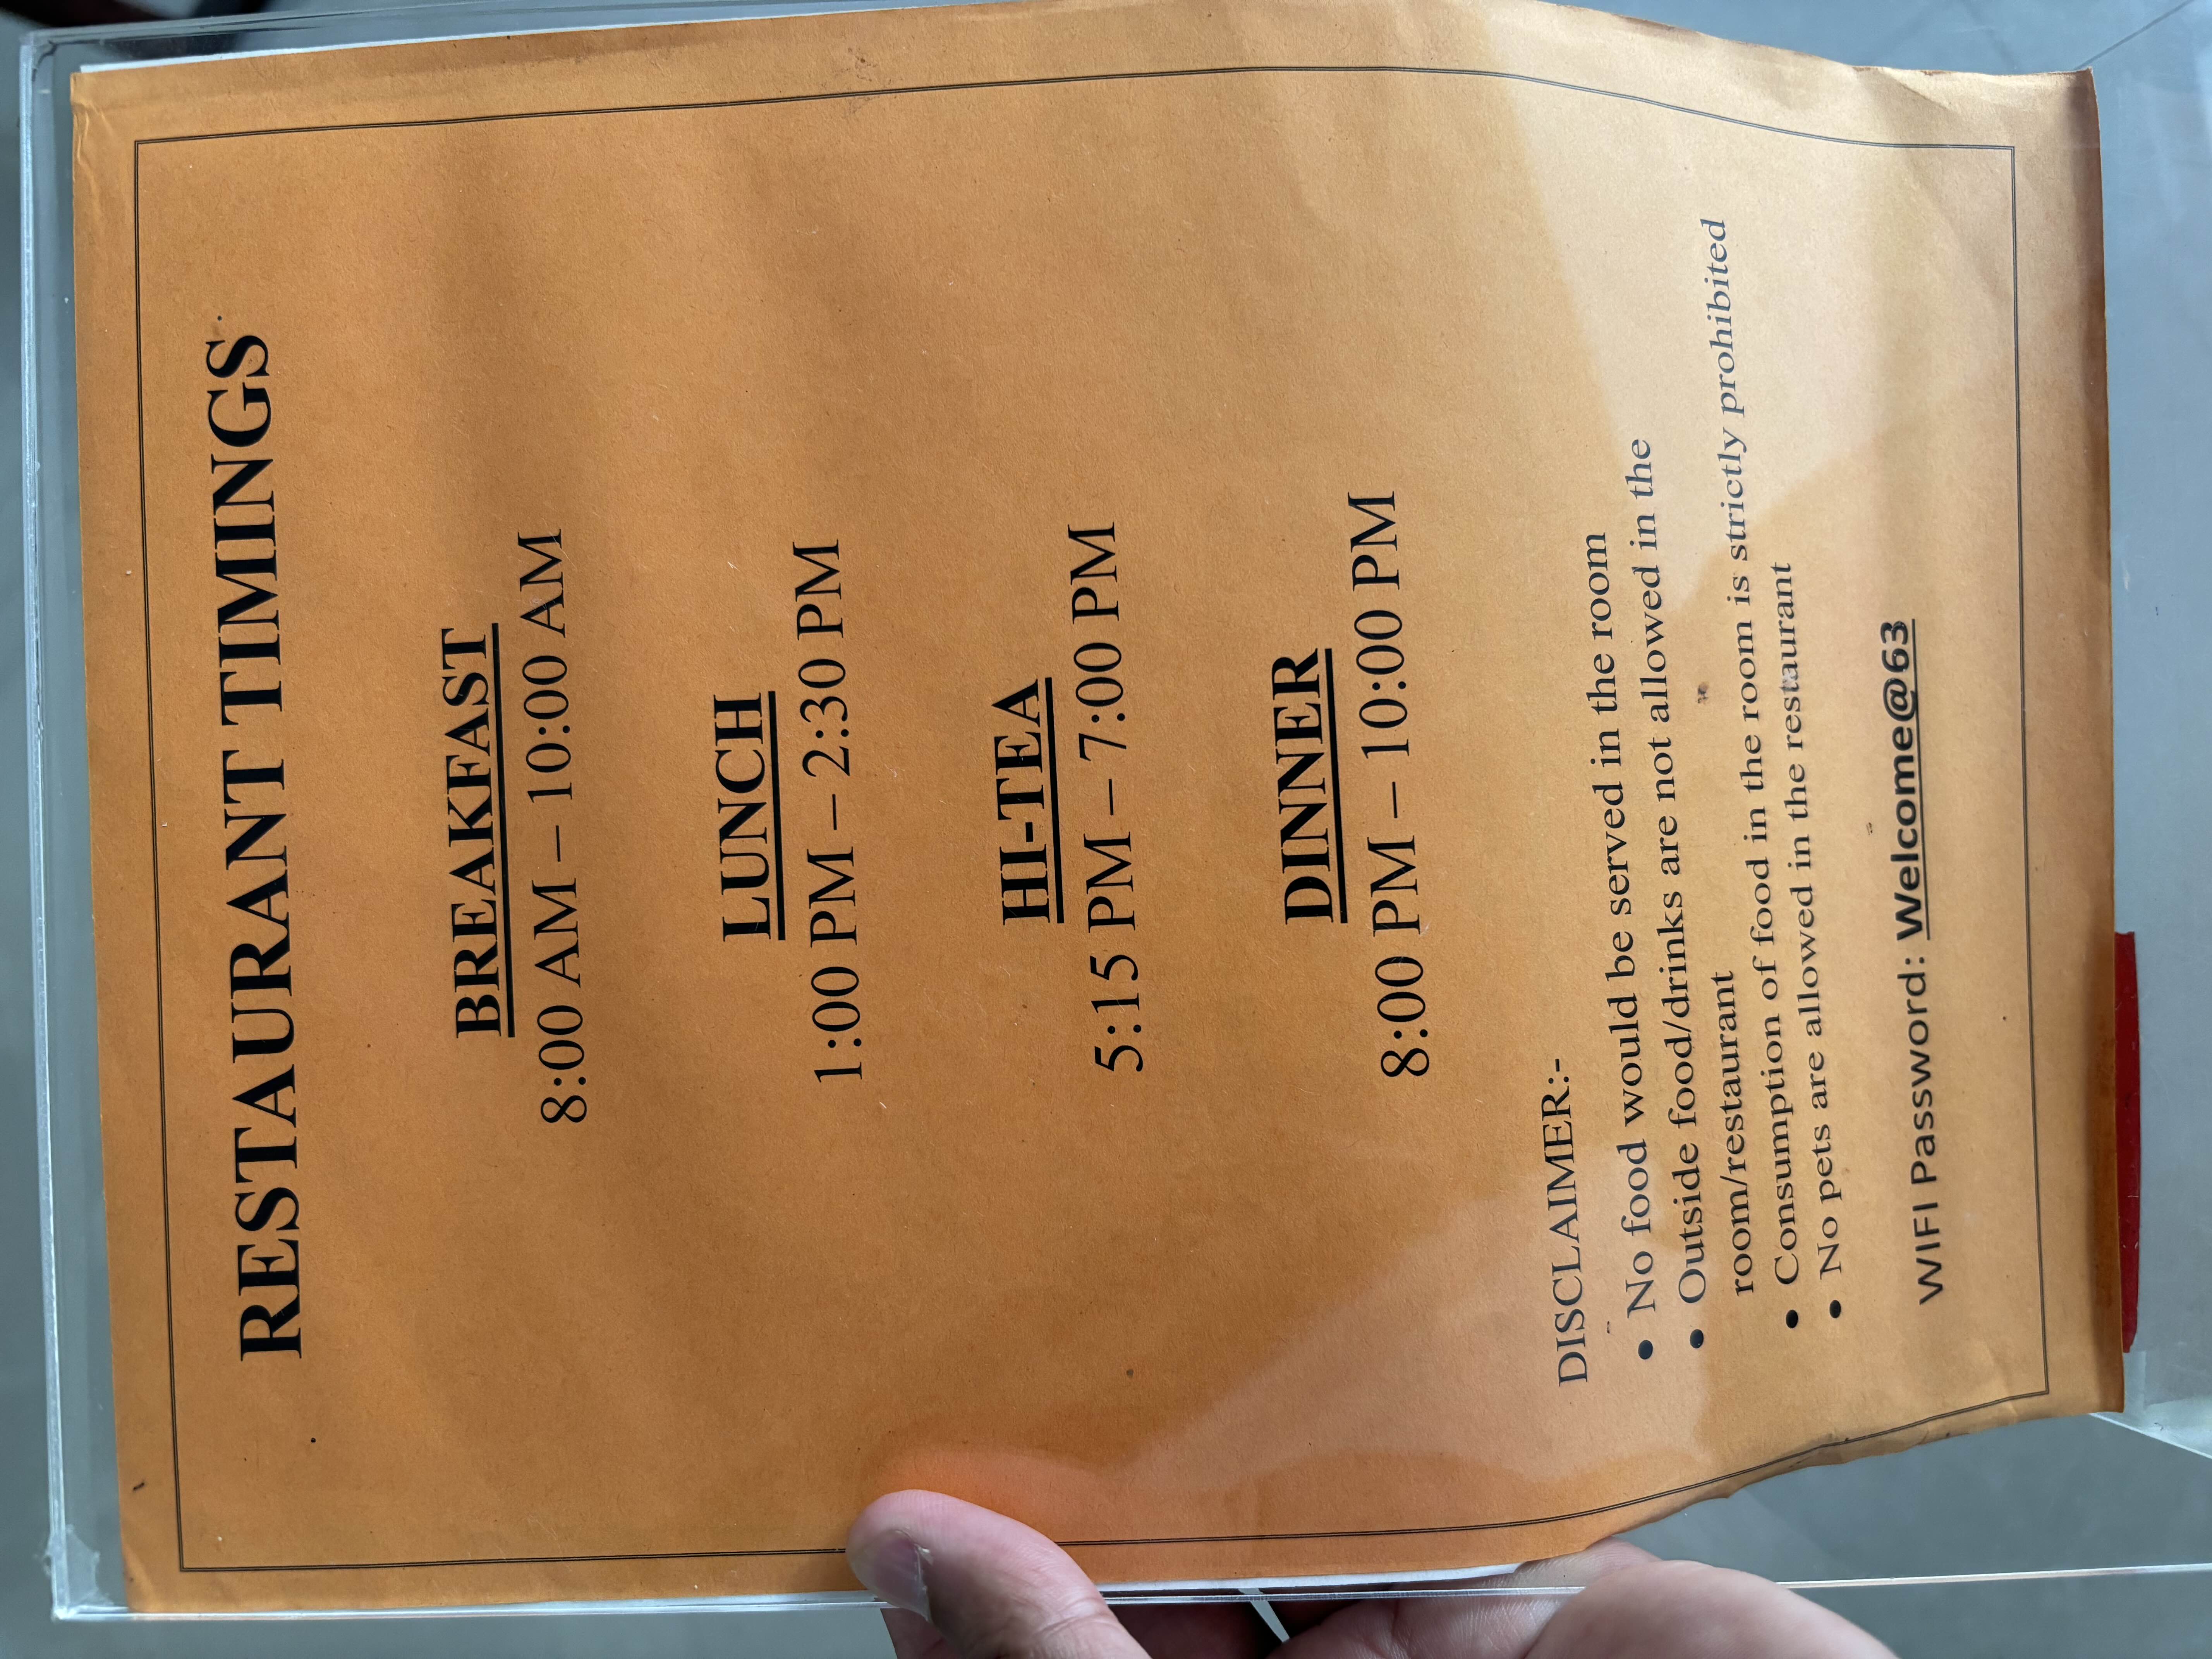 RESTAURANT TIMINGS
BREAKFAST
8:00 AM – 10:00 AM
LUNCH
1:00 PM – 2:30 PM
HI-TEA
5:15 PM – 7:00 PM
DINNER
8:00 PM – 10:00 PM
DISCLAIMER:-
• No food would be served in the room
• Outside food/drinks are not allowed in the
room/restaurant
• Consumption of food in the room is strictly prohibited
• No pets are allowed in the restaurant
WIFI Password: Welcome@63